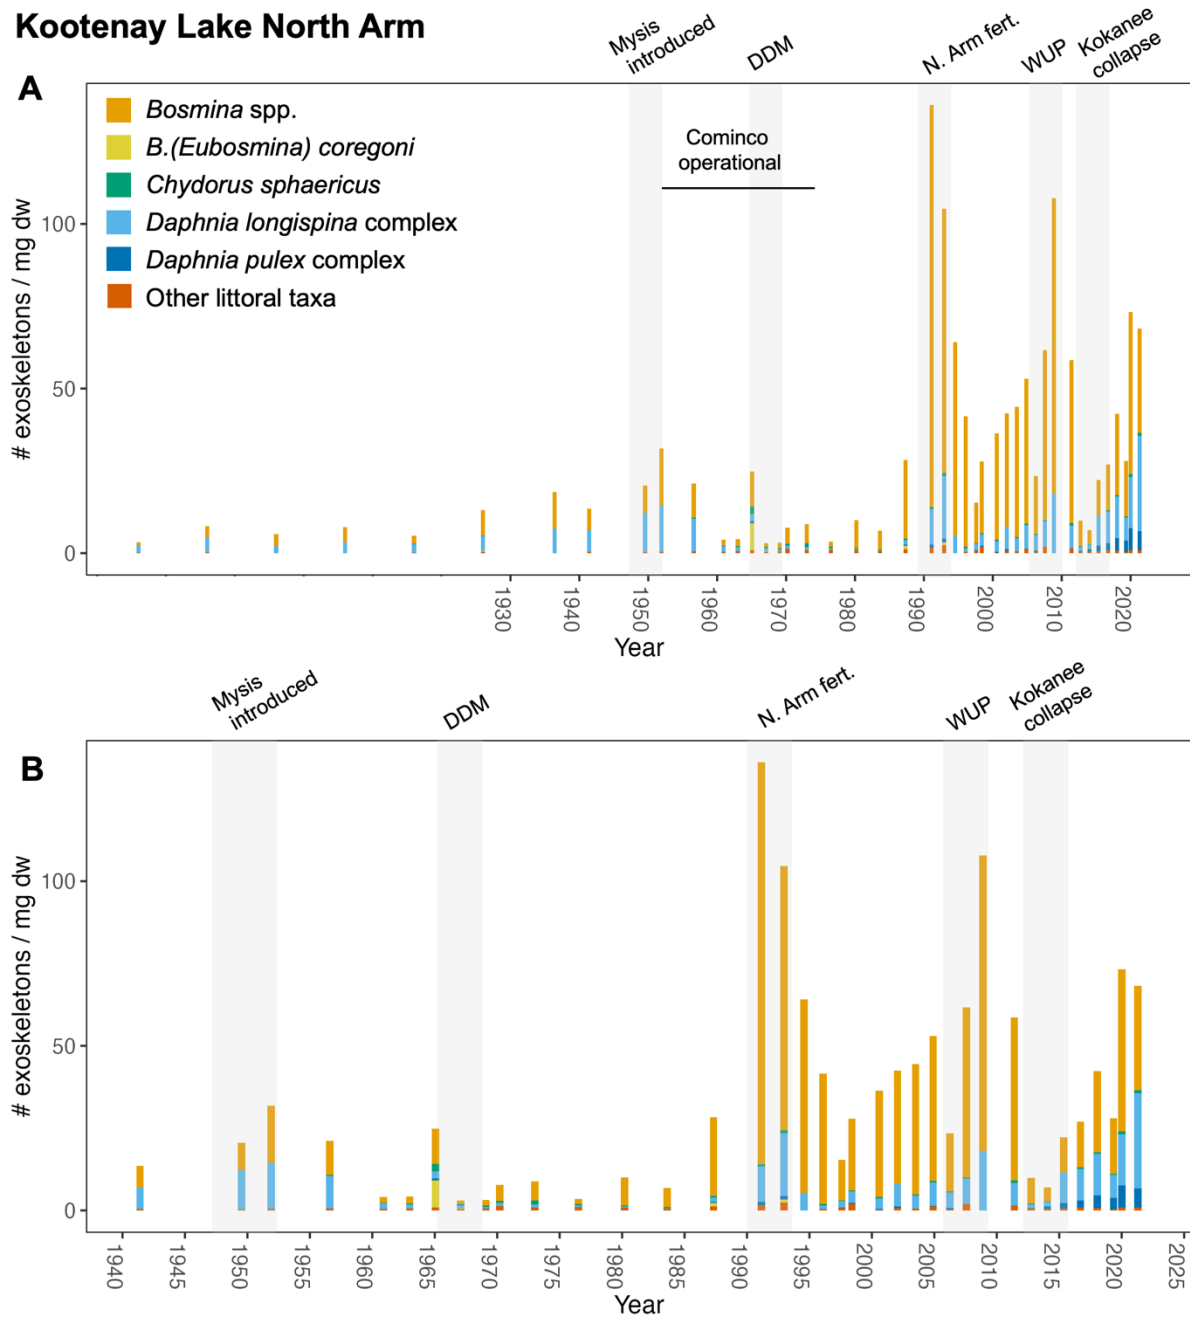 Kootenay Lake North Arm
Mysis
introduced
DDM
N. Arm fert.
WUP
Kokanee
collapse
A
Bosmina spp.
B.(Eubosmina) coregoni
Chydorus sphaericus
Daphnia longispina complex
Daphnia pulex complex
Other littoral taxa
Cominco
operational
# exoskeletons / mg dw
100
50
0
1930 1940 1950 1960 1970 1980 1990 2000 2010 2020
Year
Mysis
introduced
DDM
N. Arm fert.
WUP
Kokanee
collapse
B
# exoskeletons / mg dw
100
50
0
1940 1945 1950 1955 1960 1965 1970 1975 1980 1985 1990 1995 2000 2005 2010 2015 2020 2025
Year